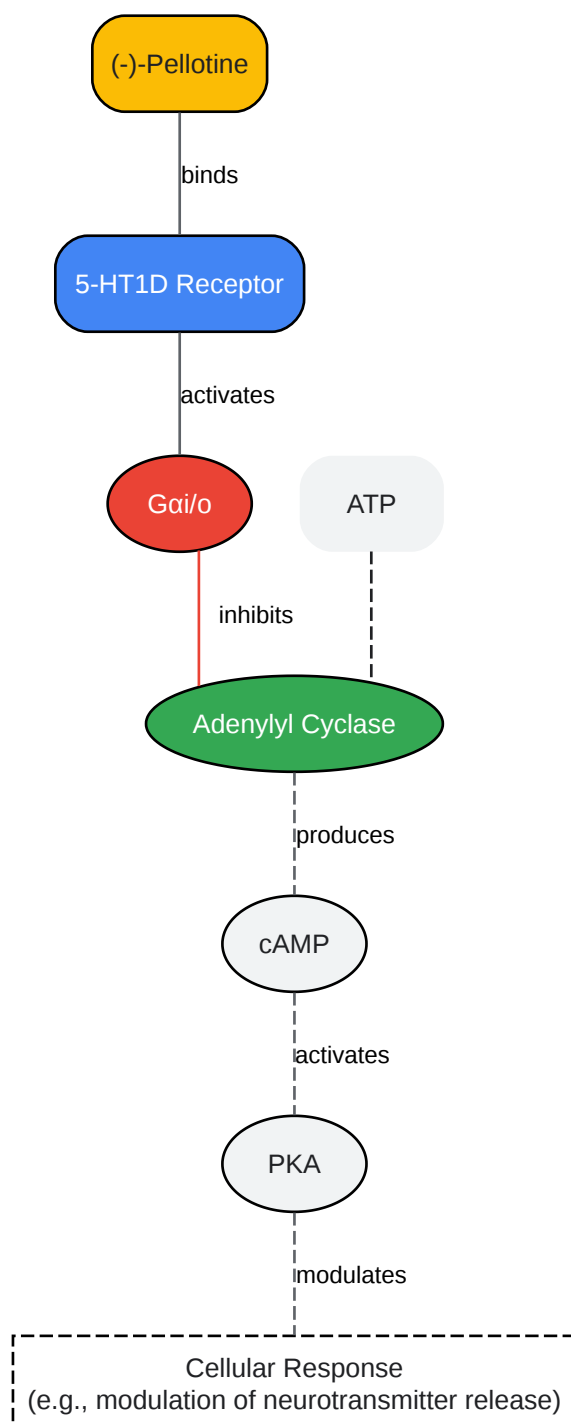 (-)-Pellotine
binds
5-HT1D Receptor
activates
Gαi/o
ATP
inhibits
Adenylyl Cyclase
produces
cAMP
activates
PKA
modulates
Cellular Response
(e.g., modulation of neurotransmitter release)